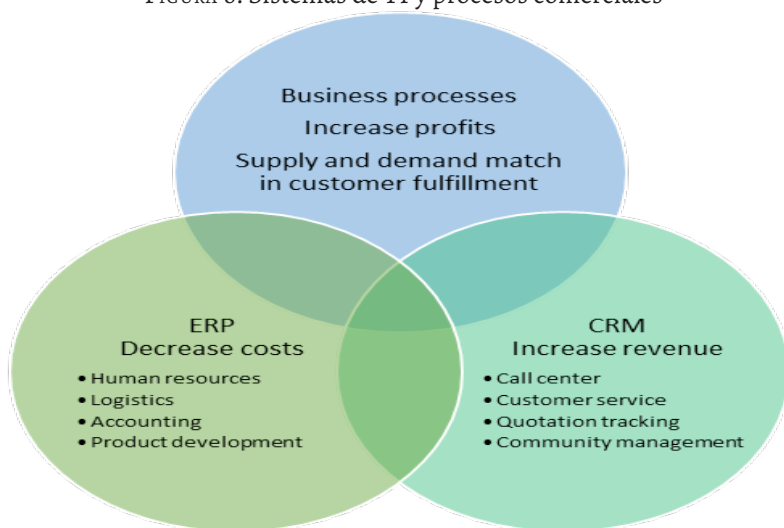 Sistemas de TI y procesos comerciales
Business processes
Increase profits
Supply and demand match
in customer fulfillment
ERP
Decrease costs
• Human resources
• Logistics
• Accounting
• Product development
CRM
Increase revenue
• Call center
• Customer service
• Quotation tracking
• Community management